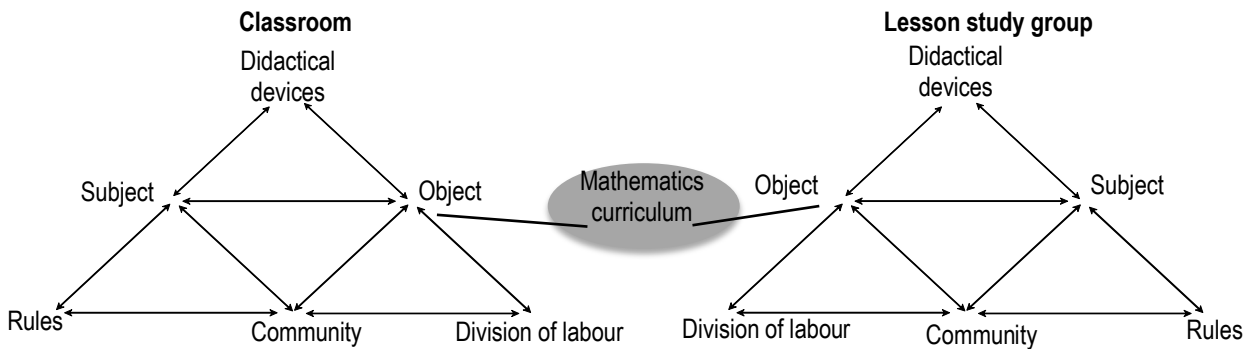 Classroom
Didactical
devices
Subject
Object
Rules
Community
Division of labour
Mathematics
curriculum
Lesson study group
Didactical
devices
Object
Subject
Division of labour
Community
Rules